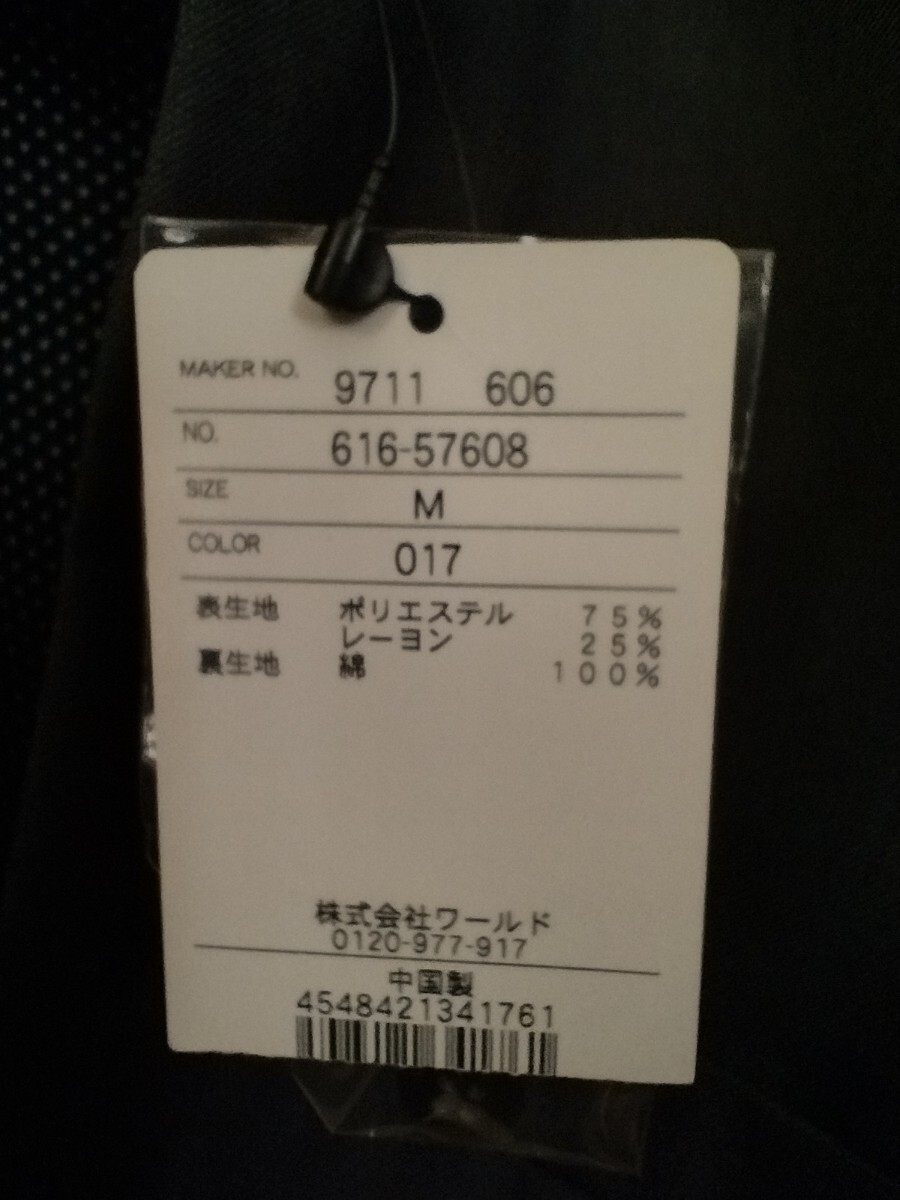 MAKER NO. 9711 606
NO. 616-57608
SIZE M
COLOR 017
表生地 ポリエステル 75%
レーヨン 25%
裏生地 綿 100%
株式会社ワールド
0120-977-917
中国製
4548421341761